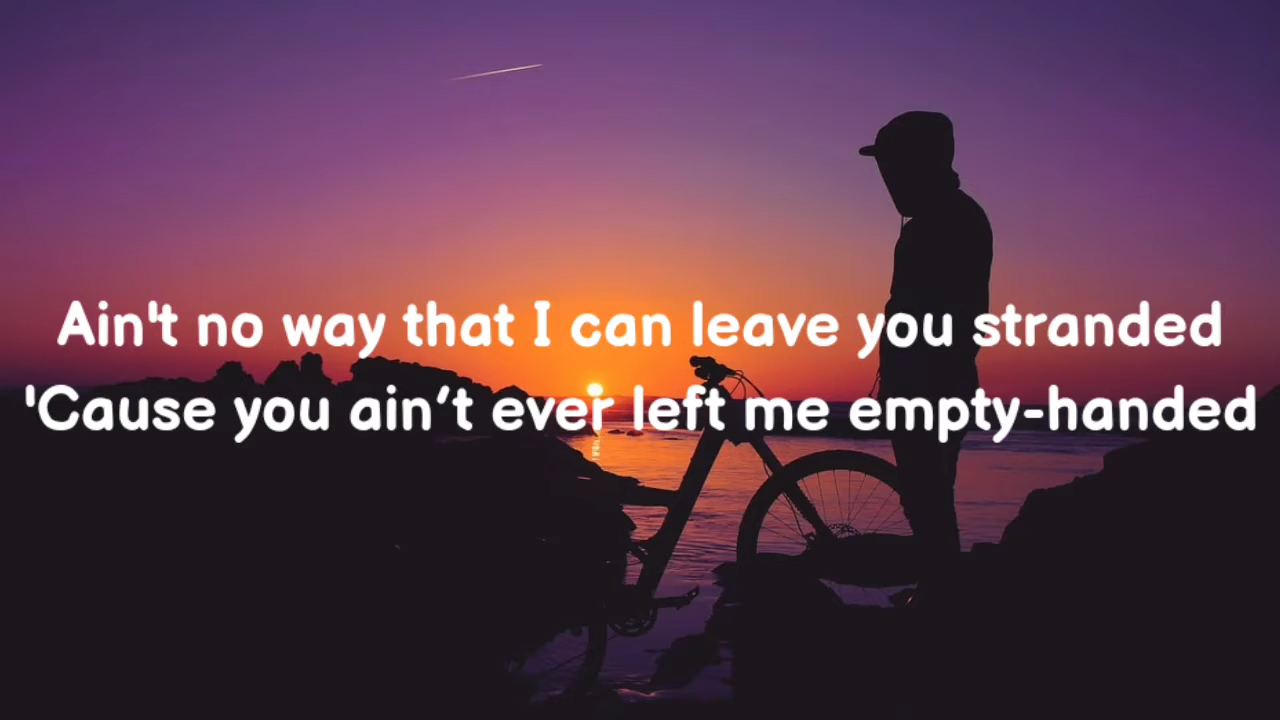 Ain't no way that I can leave you stranded
'Cause you ain’t ever left me empty-handed